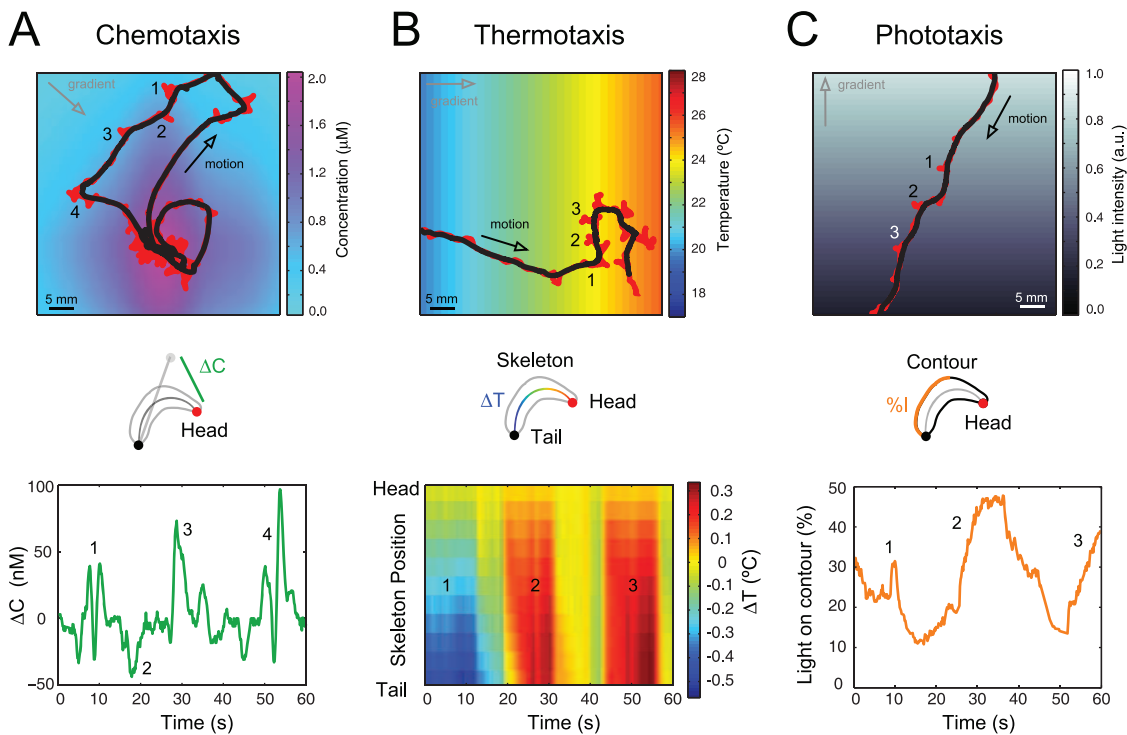 A Chemotaxis
gradient
1
2
3
4
motion
5 mm
2.0
1.6
1.2
0.8
0.4
0.0
Concentration (μM)
ΔC
Head
100
50
0
−50
ΔC (nM)
1
2
3
4
0 10 20 30 40 50 60
Time (s)
B Thermotaxis
gradient
motion
3
2
1
5 mm
28
26
24
22
20
18
Temperature (ºC)
Skeleton
ΔT
Head
Tail
Head
Skeleton Position
Tail
1 2 3
0.3
0.2
0.1
0
-0.1
-0.2
-0.3
-0.4
-0.5
ΔT (ºC)
0 10 20 30 40 50 60
Time (s)
C Phototaxis
gradient
motion
1
2
3
5 mm
1.0
0.8
0.6
0.4
0.2
0.0
Light intensity (a.u.)
Contour
%I
Head
50
40
30
20
10
0
Light on contour (%)
1
2
3
0 10 20 30 40 50 60
Time (s)